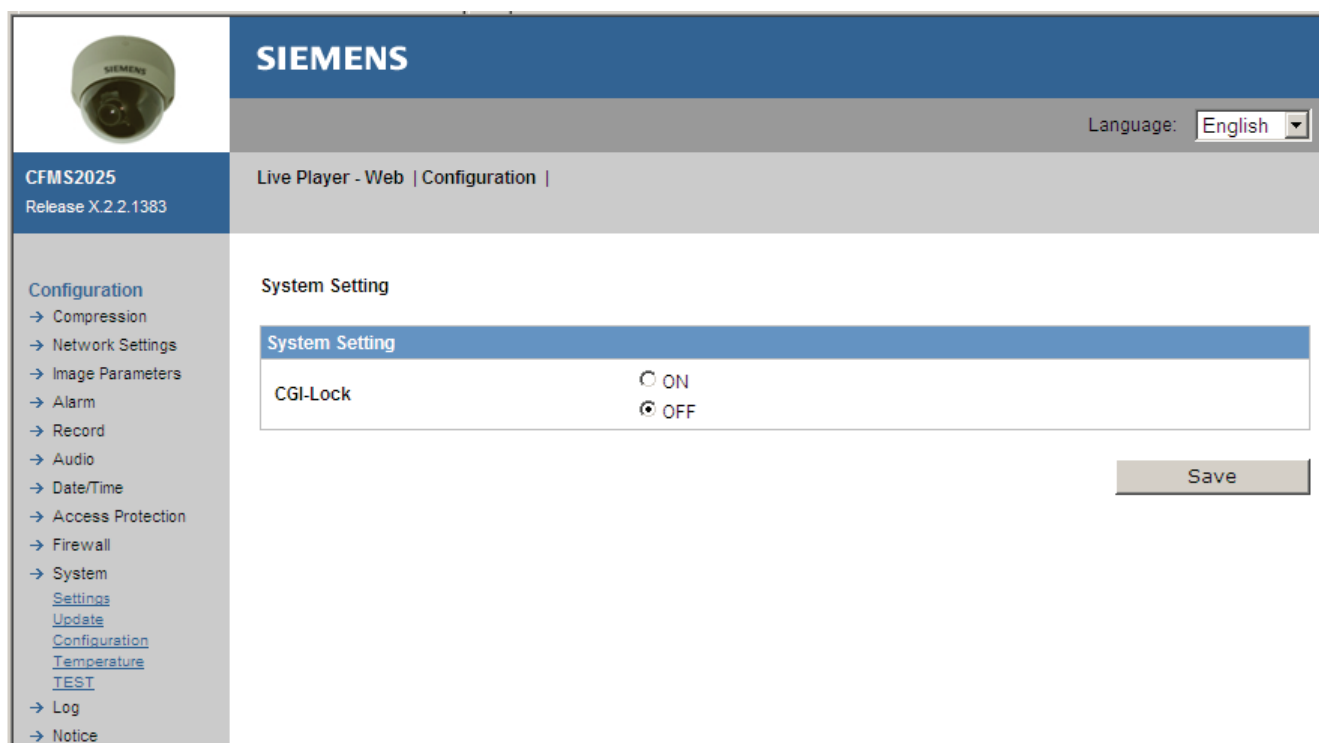 SIEMENS
SIEMENS
Language: English
CFMS2025
Release X.2.2.1383
Live Player - Web | Configuration |
Configuration
→ Compression
→ Network Settings
→ Image Parameters
→ Alarm
→ Record
→ Audio
→ Date/Time
→ Access Protection
→ Firewall
→ System
Settings
Update
Configuration
Temperature
TEST
→ Log
→ Notice
System Setting
System Setting
CGI-Lock
ON
OFF
Save